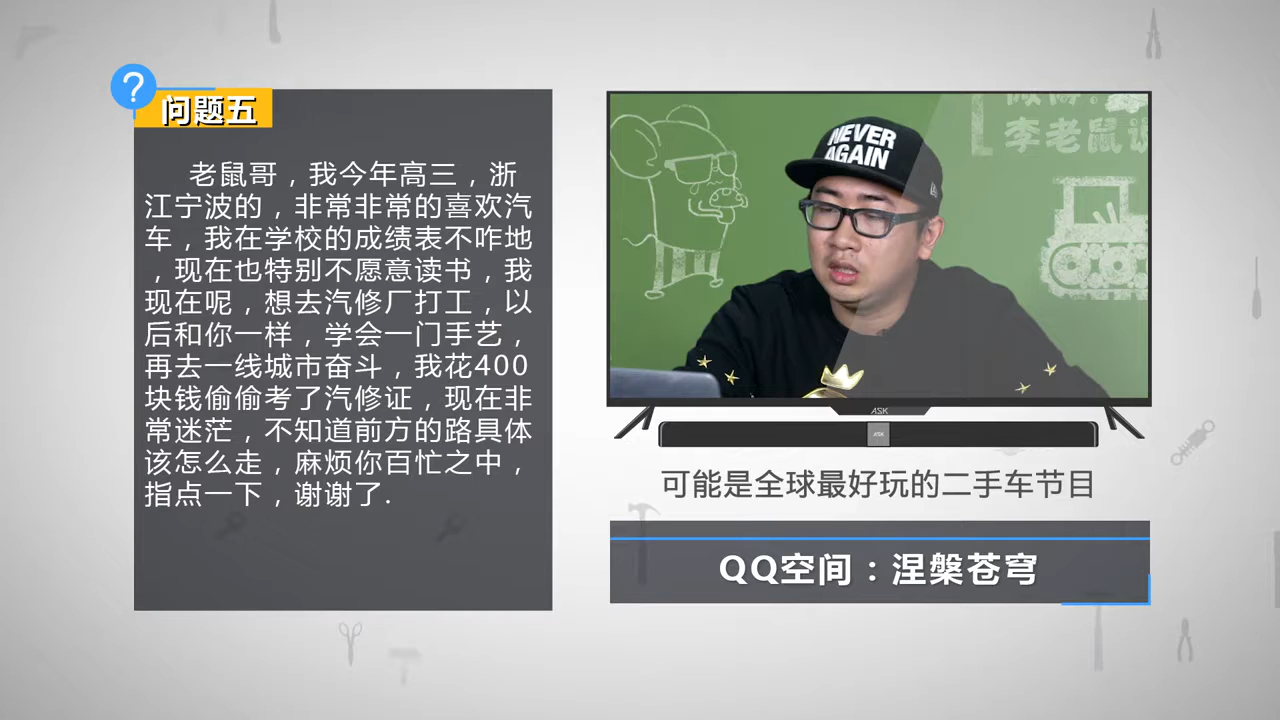 ?
问题五
老鼠哥，我今年高三，浙
江宁波的，非常非常的喜欢汽
车，我在学校的成绩表不咋地
，现在也特别不愿意读书，我
现在呢，想去汽修厂打工，以
后和你一样，学会一门手艺，
再去一线城市奋斗，我花400
块钱偷偷考了汽修证，现在非
常迷茫，不知道前方的路具体
该怎么走，麻烦你百忙之中，
指点一下，谢谢了.
NEVER
AGAIN
李老鼠说
ASK
ASK
可能是全球最好玩的二手车节目
QQ空间：涅槃苍穹